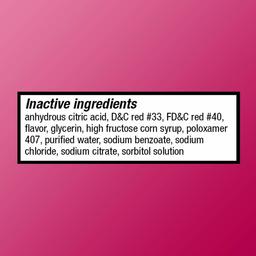 Inactive ingredients
anhydrous citric acid, D&C red #33, FD&C red #40,
flavor, glycerin, high fructose corn syrup, poloxamer
407, purified water, sodium benzoate, sodium
chloride, sodium citrate, sorbitol solution